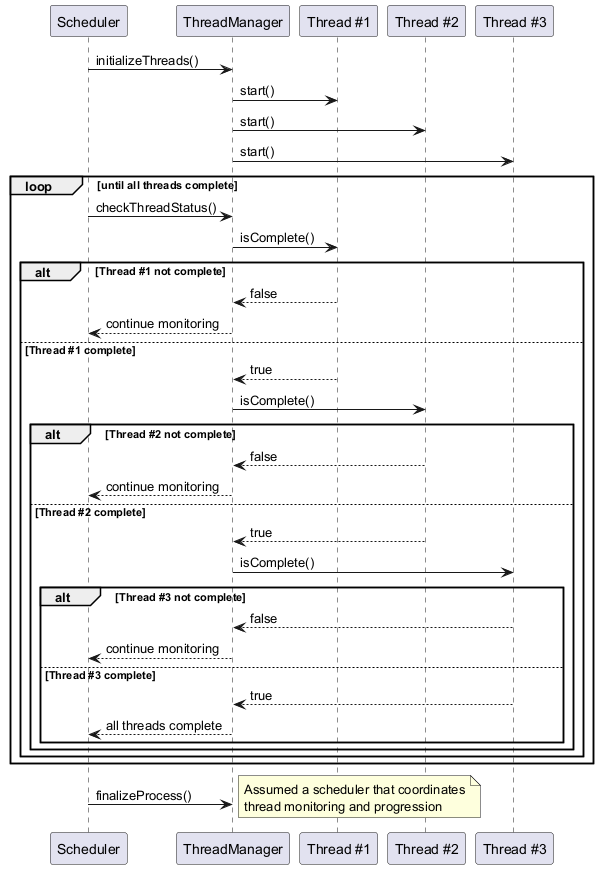 Scheduler ThreadManager Thread #1 Thread #2 Thread #3
initializeThreads()
start()
start()
start()
loop [until all threads complete]
checkThreadStatus()
isComplete()
alt [Thread #1 not complete]
false
continue monitoring
[Thread #1 complete]
true
isComplete()
alt [Thread #2 not complete]
false
continue monitoring
[Thread #2 complete]
true
isComplete()
alt [Thread #3 not complete]
false
continue monitoring
[Thread #3 complete]
true
all threads complete
finalizeProcess()
Assumed a scheduler that coordinates
thread monitoring and progression
Scheduler ThreadManager Thread #1 Thread #2 Thread #3